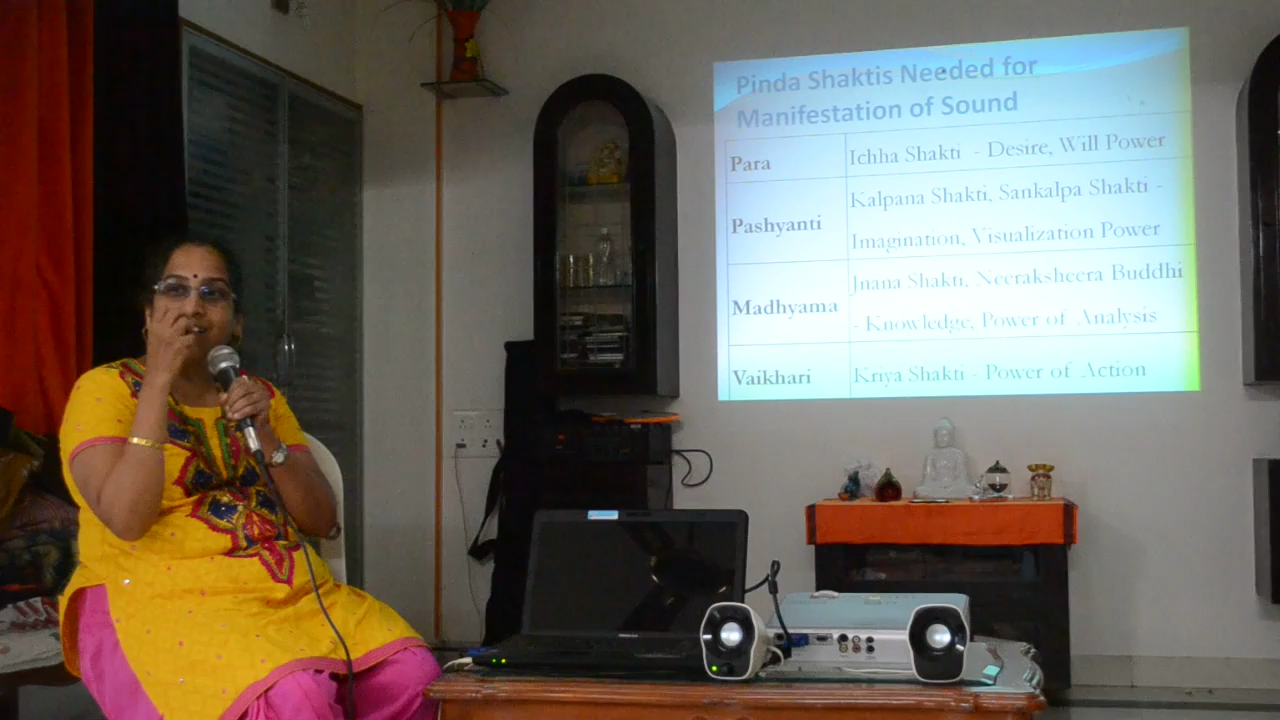 Pinda Shaktis Needed for
Manifestation of Sound
Para
Ichha Shakti - Desire, Will Power
Pashyanti
Kalpana Shakti, Sankalpa Shakti -
Imagination, Visualization Power
Madhyama
Jnana Shakti, Neeraksheera Buddhi
- Knowledge, Power of Analysis
Vaikhari
Kriya Shakti - Power of Action